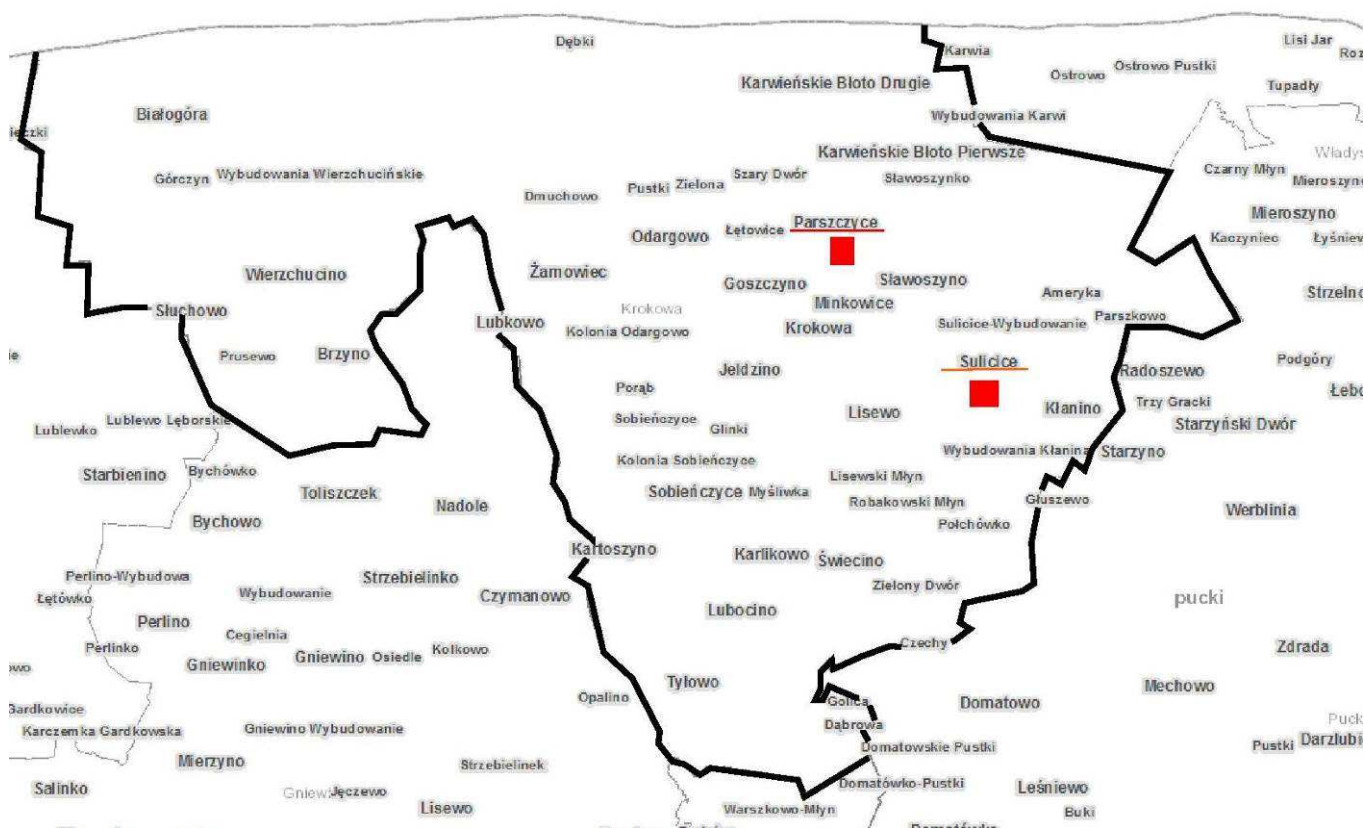 Dębki
Karwia
Lisi Jar
Ostrowo
Ostrowo Pustki
Karwieńskie Błoto Drugie
Tupadły
Białogóra
Wybudowania Karwi
Karwieńskie Błoto Pierwsze
Czarny Młyn
Górczyn
Wybudowania Wierzchucińskie
Szary Dwór
Sławoszynko
Mieroszyno
Pustki
Zielona
Dmuchowo
Mieroszyno
Parszczyce
Łętowice
Odargowo
Kaczyniec
Wierzchucino
Żarnowiec
Goszczyno
Sławoszyno
Ameryka
Minkowice
Krokowa
Słuchowo
Lubkowo
Kolonia Odargowo
Krokowa
Sulicice-Wybudowanie
Parszkowo
Prusewo
Brzyno
Sulicice
Podgóry
Jeldzino
Radoszewo
Porąb
Trzy Gracki
Lublewo Lęborskie
Sobieńczyce
Lisewo
Kłanino
Starzyński Dwór
Lublewko
Glinki
Wybudowania Kłanina
Starzyno
Starbienino
Bychówko
Kolonia Sobieńczyce
Lisewski Młyn
Toliszczek
Sobieńczyce
Myśliwka
Robakowski Młyn
Głuszewo
Nadole
Werblinia
Bychowo
Połchówko
Kartoszyno
Karlikowo
Świecino
Perlino-Wybudowa
Strzebielinko
Zielony Dwór
Łętówko
Wybudowanie
Czymanowo
pucki
Perlino
Lubocino
Cegielnia
Perlinko
Czechy
Zdrada
Gniewinko
Gniewino
Osiedle
Kolkowo
Tyłowo
Mechowo
Opalino
Golica
Domatowo
Gardkowice
Dąbrowa
Karczemka Gardkowska
Gniewino Wybudowanie
Domatowskie Pustki
Pustki
Mierzyno
Strzebielinek
Salinko
Jęczewo
Domatówko-Pustki
Leśniewo
Lisewo
Warszkowo-Młyn
Buki